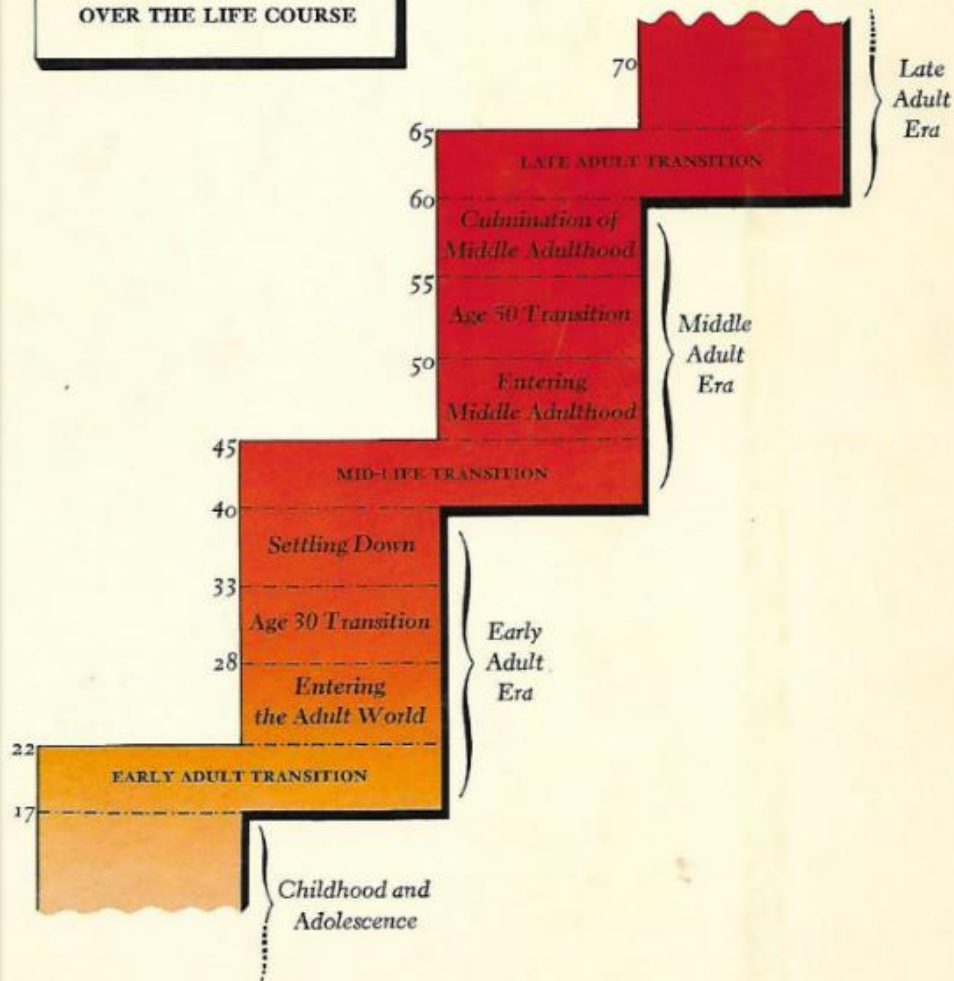 OVER THE LIFE COURSE
70
Late
Adult
Era
65
LATE ADULT TRANSITION
60
Culmination of
Middle Adulthood
55
Age 50 Transition
Middle
Adult
Era
50
Entering
Middle Adulthood
45
MID-LIFE TRANSITION
40
Settling Down
33
Age 30 Transition
Early
Adult
Era
28
Entering
the Adult World
22
EARLY ADULT TRANSITION
17
Childhood and
Adolescence